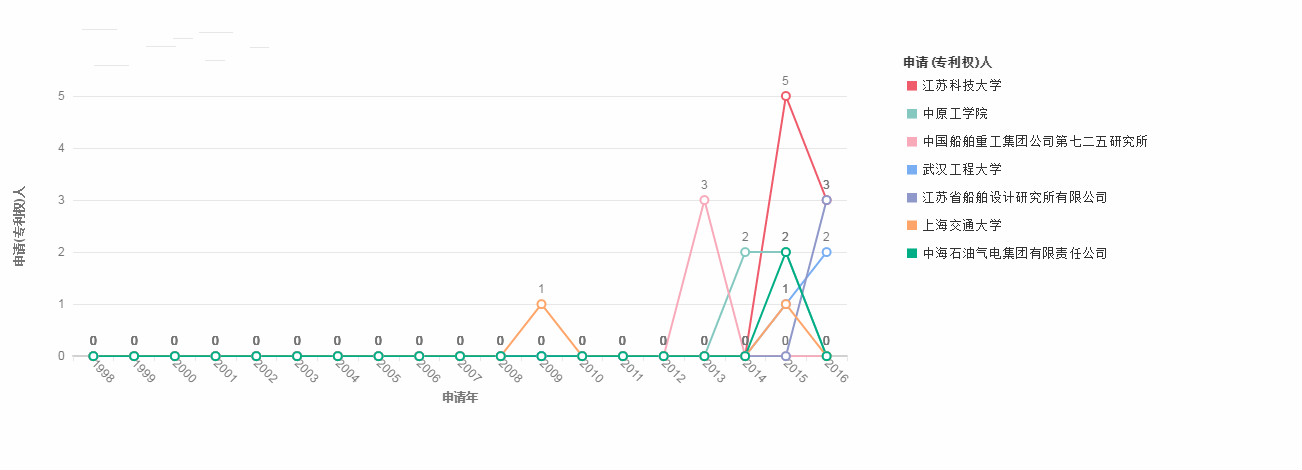 申请(专利权)人
江苏科技大学
中原工学院
中国船舶重工集团公司第七二五研究所
武汉工程大学
江苏省船舶设计研究所有限公司
上海交通大学
中海石油气电集团有限责任公司
申请(专利权)人
5
4
3
2
1
0
5
3 3
2 2 2
1 1
0 0 0 0 0 0 0 0 0 0 0 0 0 0 0 0 0 0 0
1998 1999 2000 2001 2002 2003 2004 2005 2006 2007 2008 2009 2010 2011 2012 2013 2014 2015 2016
申请年